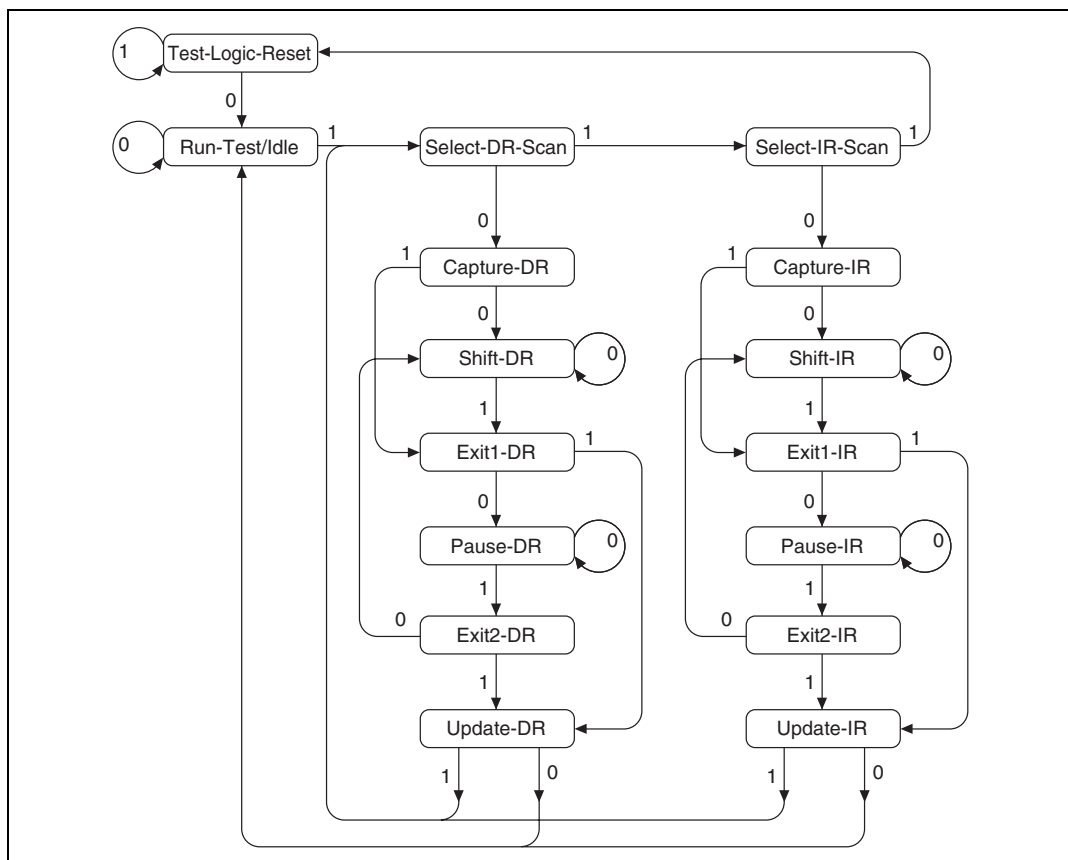 1 Test-Logic-Reset
0
0 Run-Test/Idle 1 Select-DR-Scan 1 Select-IR-Scan 1
0 0
1 Capture-DR 1 Capture-IR
0 0
Shift-DR 0 Shift-IR 0
1 1
Exit1-DR 1 Exit1-IR 1
0 0
Pause-DR 0 Pause-IR 0
1 1
0 Exit2-DR 0 Exit2-IR
1 1
Update-DR Update-IR
1 0 1 0